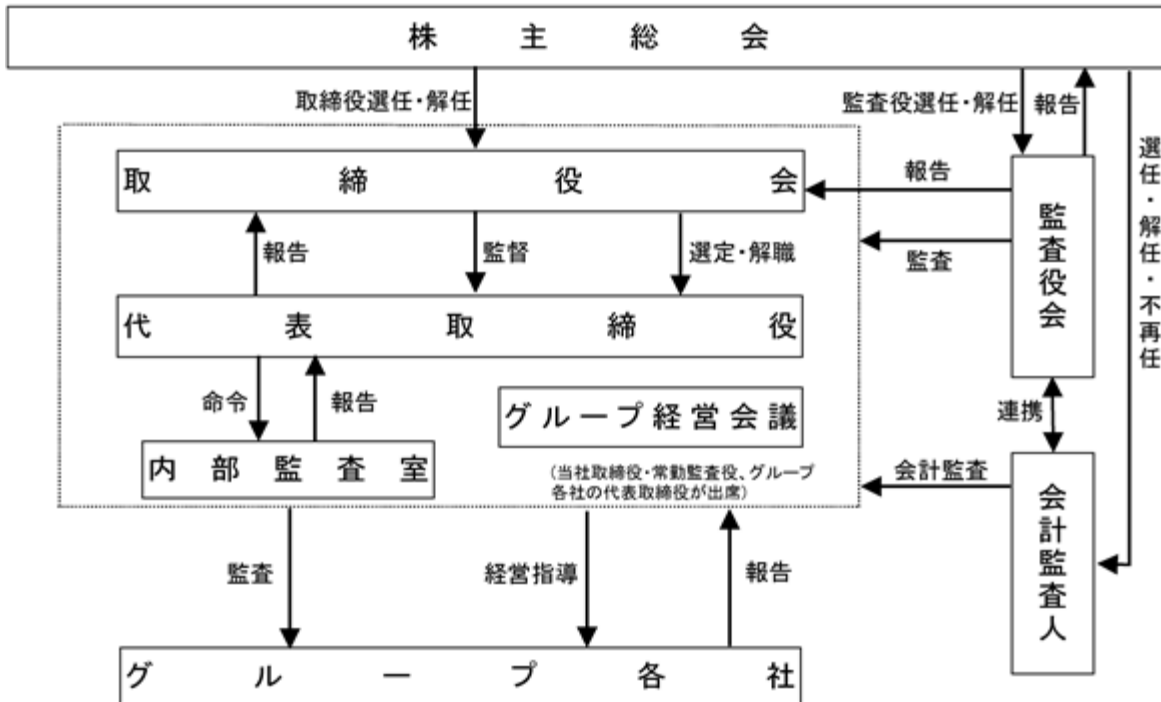 株主総会
取締役選任・解任
監査役選任・解任
報告
選任・解任・不再任
取締役会
報告
監査役会
報告
監督
選定・解職
監査
代表取締役
命令
報告
グループ経営会議
連携
内部監査室
（当社取締役・常勤監査役、グループ
各社の代表取締役が出席）
会計監査
会計監査人
監査
経営指導
報告
グループ各社